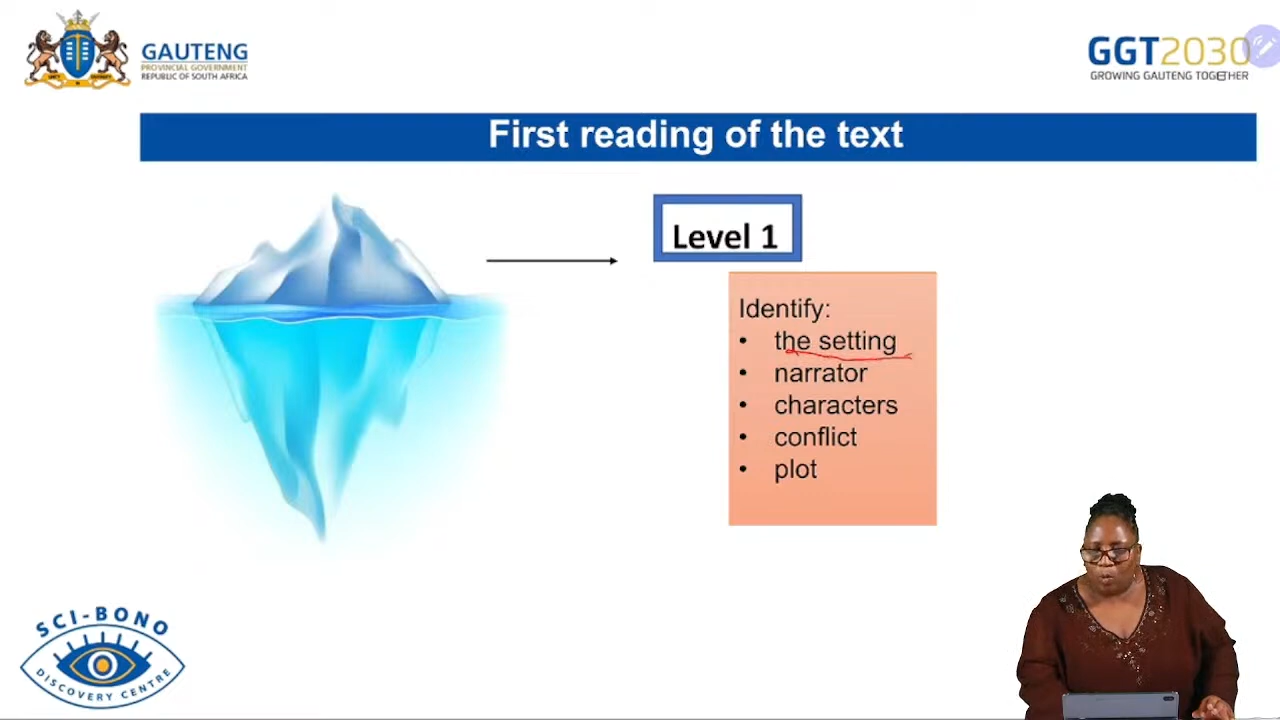 GAUTENG
PROVINCIAL GOVERNMENT
REPUBLIC OF SOUTH AFRICA
GGT2030
GROWING GAUTENG TOGETHER
First reading of the text
Level 1
Identify:
• the setting
• narrator
• characters
• conflict
• plot
SCI-BONO
DISCOVERY CENTRE